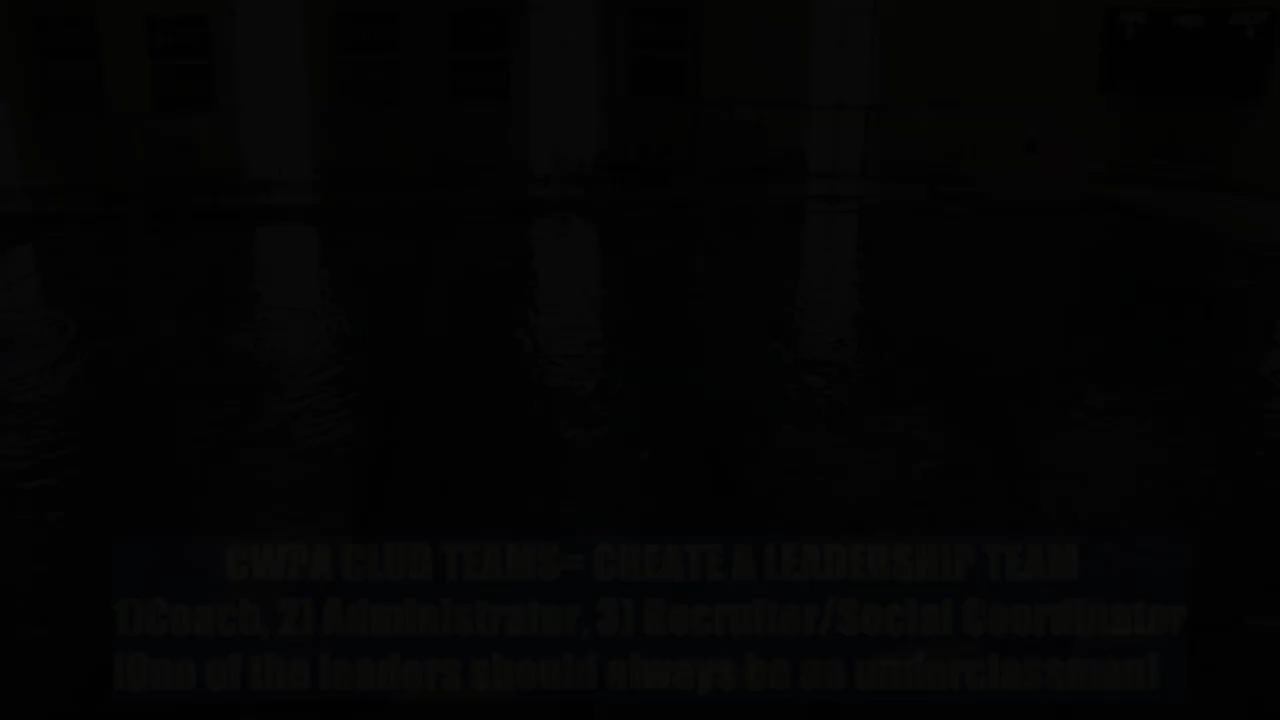 CWPA CLUB TEAMS- CREATE A LEADERSHIP TEAM
1)Coach, 2) Administrator, 3) Recruiter/Social Coordinator
(One of the leaders should always be an underclassman)